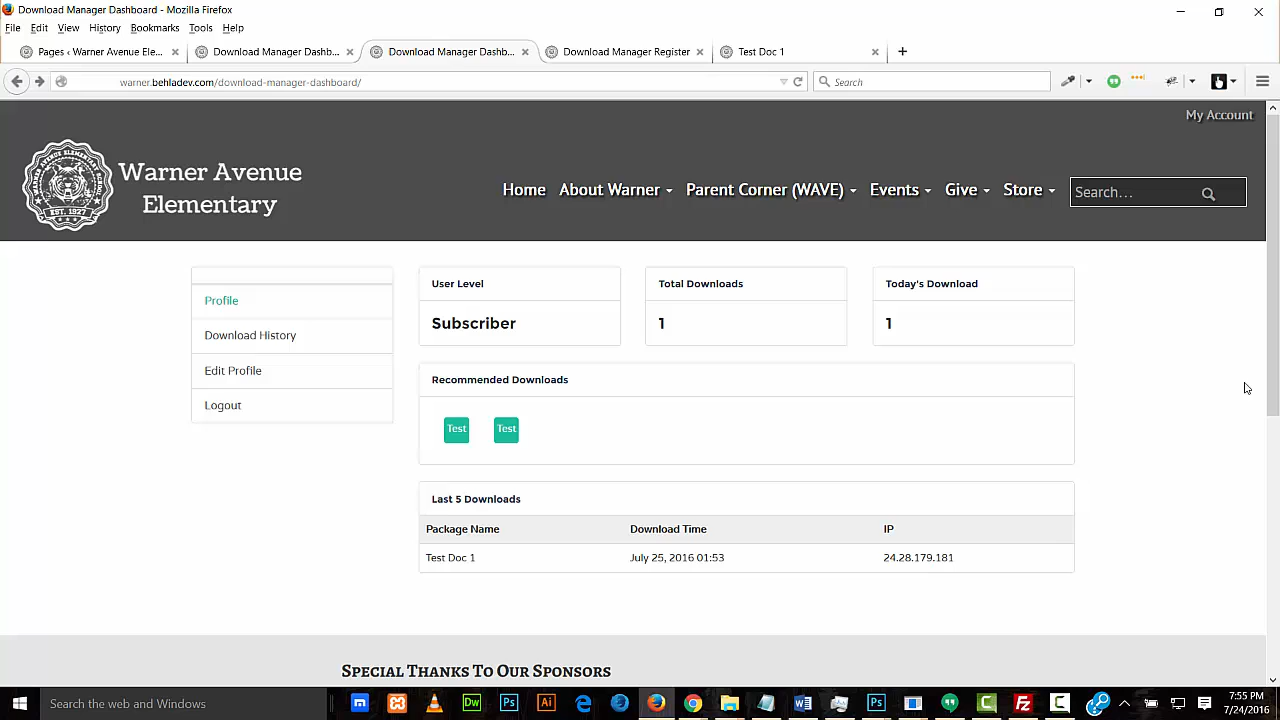 Download Manager Dashboard - Mozilla Firefox
File Edit View History Bookmarks Tools Help
Pages ‹ Warner Avenue Ele... × Download Manager Dashb... × Download Manager Dashb... × Download Manager Register × Test Doc 1 × +
warner.behladev.com/download-manager-dashboard/ Search
My Account
Warner Avenue
Elementary
Home About Warner Parent Corner (WAVE) Events Give Store Search...
EST. 1927
User Level Total Downloads Today's Download
Profile
Subscriber 1 1
Download History
Edit Profile
Logout
Recommended Downloads
Test Test
Last 5 Downloads
Package Name Download Time IP
Test Doc 1 July 25, 2016 01:53 24.28.179.181
Special Thanks To Our Sponsors
Search the web and Windows
7:55 PM
7/24/2016